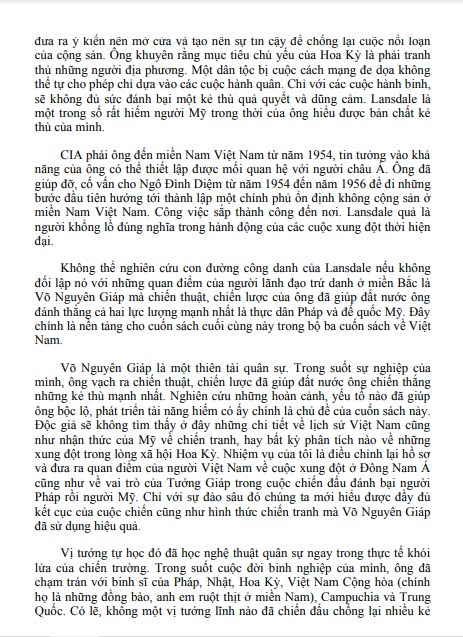 đưa ra ý kiến nên mở cửa và tạo nên sự tin cậy để chống lại cuộc nổi loạn
của cộng sản. Ông khuyên rằng mục tiêu chủ yếu của Hoa Kỳ là phải tranh
thủ những người địa phương. Một dân tộc bị cuộc cách mạng đe dọa không
thể tự cho phép chỉ dựa vào các cuộc hành quân. Chỉ với các cuộc hành binh,
sẽ không đủ sức đánh bại một kẻ thù quả quyết và dũng cảm. Lansdale là
một trong số rất hiếm người Mỹ trong thời của ông hiểu được bản chất kẻ
thù của mình.
CIA phái ông đến miền Nam Việt Nam từ năm 1954, tin tưởng vào khả
năng của ông có thể thiết lập được mối quan hệ với người châu Á. Ông đã
giúp đỡ, cố vấn cho Ngô Đình Diệm từ năm 1954 đến năm 1956 để đi những
bước đầu tiên hướng tới thành lập một chính phủ ổn định không cộng sản ở
miền Nam Việt Nam. Công việc sắp thành công đến nơi. Lansdale quả là
người khổng lồ đúng nghĩa trong hành động của các cuộc xung đột thời hiện
đại.
Không thể nghiên cứu con đường công danh của Lansdale nếu không
đối lập nó với những quan điểm của người lãnh đạo trứ danh ở miền Bắc là
Võ Nguyên Giáp mà chiến thuật, chiến lược của ông đã giúp đất nước ông
đánh thắng cả hai lực lượng mạnh nhất là thực dân Pháp và đế quốc Mỹ. Đây
chính là nền tảng cho cuốn sách cuối cùng này trong bộ ba cuốn sách về Việt
Nam.
Võ Nguyên Giáp là một thiên tài quân sự. Trong suốt sự nghiệp của
mình, ông vạch ra chiến thuật, chiến lược đã giúp đất nước ông chiến thắng
những kẻ thù mạnh nhất. Nghiên cứu những hoàn cảnh, yếu tố nào đã giúp
ông bộc lộ, phát triển tài năng hiếm có ấy chính là chủ đề của cuốn sách này.
Độc giả sẽ không tìm thấy ở đây những chi tiết về lịch sử Việt Nam cũng
như nhận thức của Mỹ về chiến tranh, hay bất kỳ phân tích nào về những
xung đột trong lòng xã hội Hoa Kỳ. Nhiệm vụ của tôi là điều chỉnh lại hồ sơ
và đưa ra quan điểm của người Việt Nam về cuộc xung đột ở Đông Nam Á
cũng như về vai trò của Tướng Giáp trong cuộc chiến đấu đánh bại người
Pháp rồi người Mỹ. Chỉ với sự đào sâu đó chúng ta mới hiểu được đầy đủ
kết cục của cuộc chiến cũng như hình thức chiến tranh mà Võ Nguyên Giáp
đã sử dụng hiệu quả.
Vị tướng tự học đó đã học nghệ thuật quân sự ngay trong thực tế khói
lửa của chiến trường. Trong suốt cuộc đời binh nghiệp của mình, ông đã
chạm trán với binh sĩ của Pháp, Nhật, Hoa Kỳ, Việt Nam Cộng hòa (chính
họ là những đồng bào, anh em ruột thịt ở miền Nam), Campuchia và Trung
Quốc. Có lẽ, không một vị tướng lĩnh nào đã chiến đấu chống lại nhiều kẻ